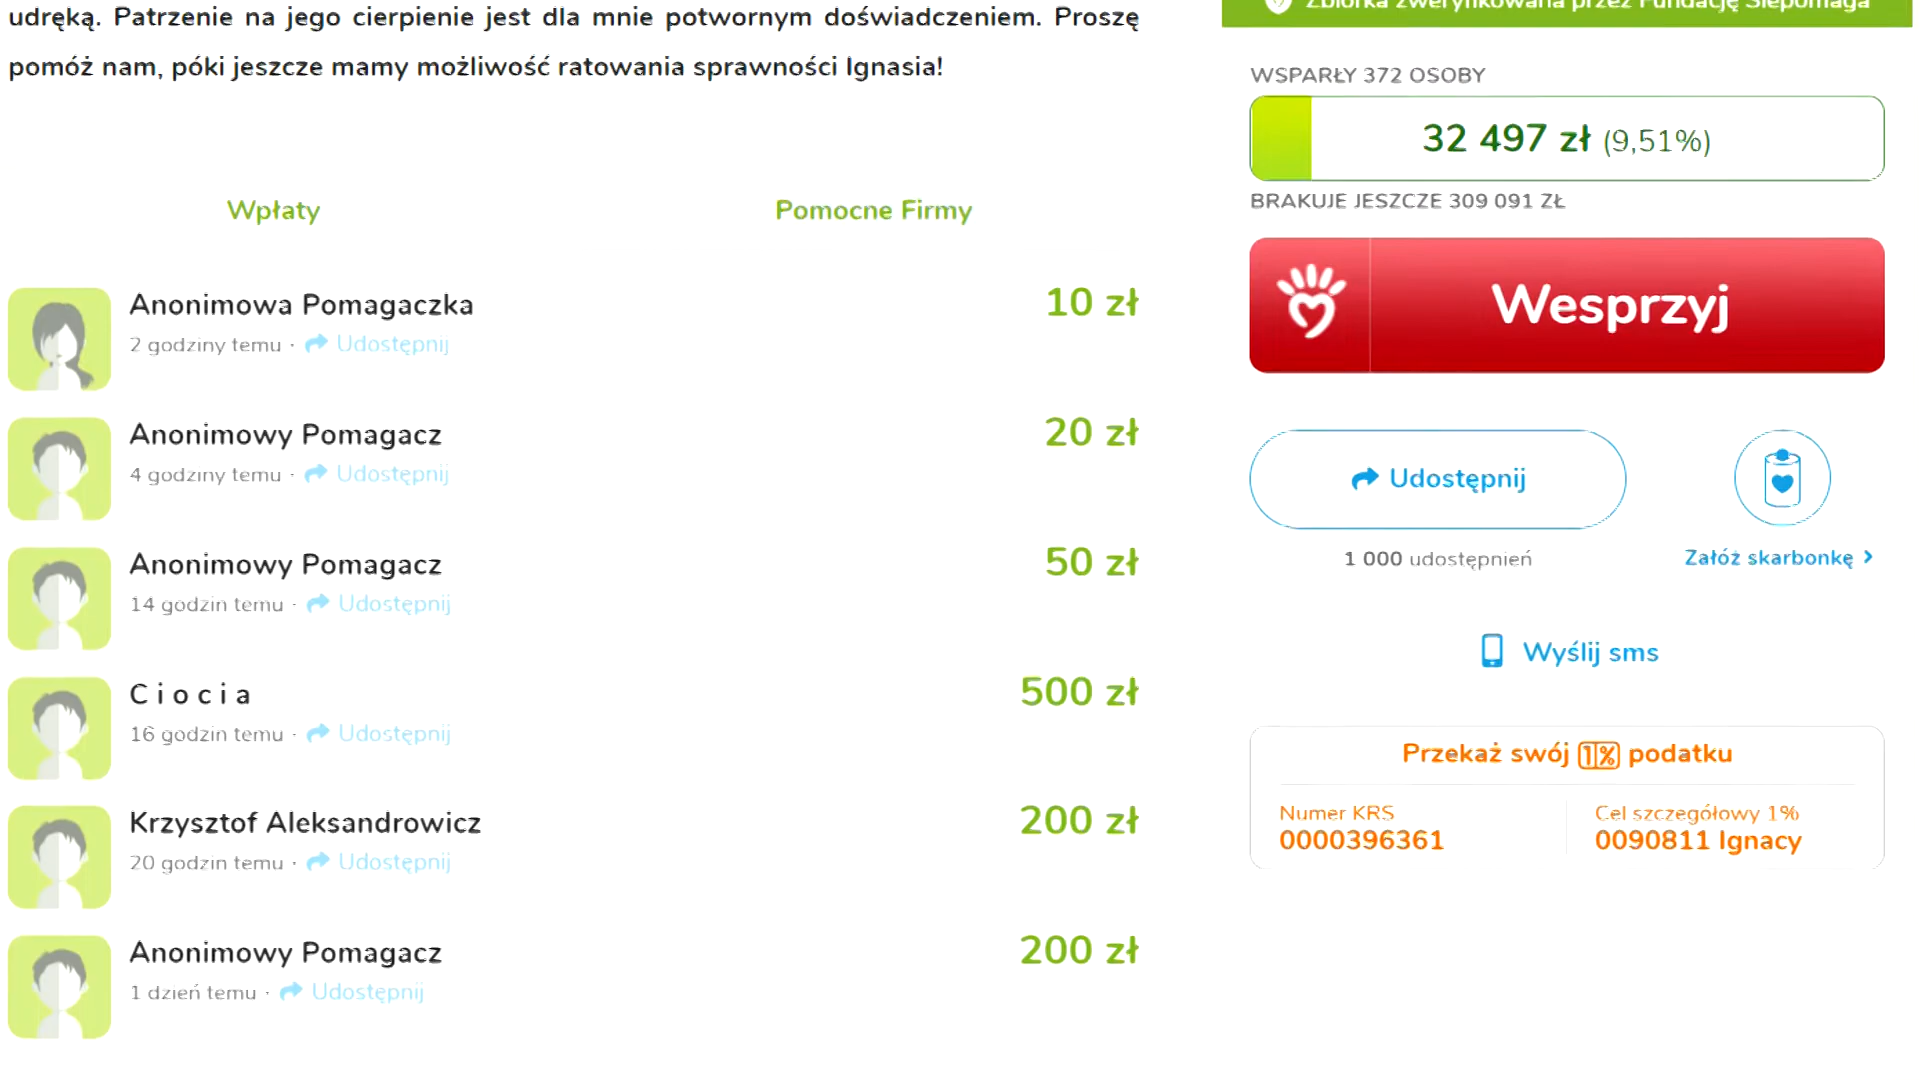 udręką. Patrzenie na jego cierpienie jest dla mnie potwornym doświadczeniem. Proszę
pomóż nam, póki jeszcze mamy możliwość ratowania sprawności Ignasia!
Wpłaty
Pomocne Firmy
Anonimowa Pomagaczka
10 zł
2 godziny temu · Udostępnij
Anonimowy Pomagacz
20 zł
4 godziny temu · Udostępnij
Anonimowy Pomagacz
50 zł
14 godzin temu · Udostępnij
C i o c i a
500 zł
16 godzin temu · Udostępnij
Krzysztof Aleksandrowicz
200 zł
20 godzin temu · Udostępnij
Anonimowy Pomagacz
200 zł
1 dzień temu · Udostępnij
Zbiórka zweryfikowana przez Fundację Siepomaga
WSPARŁY 372 OSOBY
32 497 zł (9,51%)
BRAKUJE JESZCZE 309 091 ZŁ
Wesprzyj
Udostępnij
1 000 udostępnień
Załóż skarbonkę
Wyślij sms
Przekaż swój 1% podatku
Numer KRS
0000396361
Cel szczegółowy 1%
0090811 Ignacy